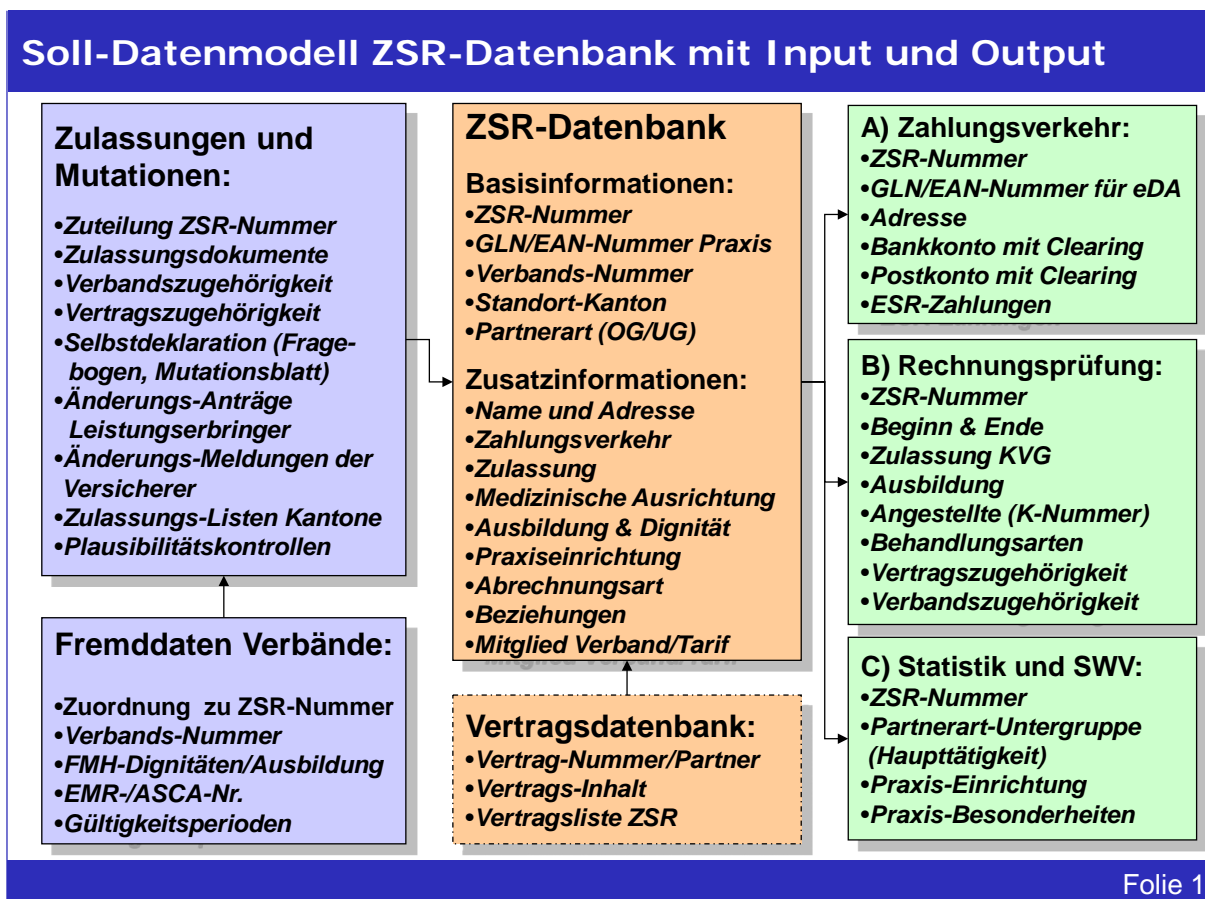 Soll-Datenmodell ZSR-Datenbank mit Input und Output
Zulassungen und
Mutationen:
•Zuteilung ZSR-Nummer
•Zulassungsdokumente
•Verbandszugehörigkeit
•Vertragszugehörigkeit
•Selbstdeklaration (Frage-
bogen, Mutationsblatt)
•Änderungs-Anträge
Leistungserbringer
•Änderungs-Meldungen der
Versicherer
•Zulassungs-Listen Kantone
•Plausibilitätskontrollen
Fremddaten Verbände:
•Zuordnung zu ZSR-Nummer
•Verbands-Nummer
•FMH-Dignitäten/Ausbildung
•EMR-/ASCA-Nr.
•Gültigkeitsperioden
ZSR-Datenbank
Basisinformationen:
•ZSR-Nummer
•GLN/EAN-Nummer Praxis
•Verbands-Nummer
•Standort-Kanton
•Partnerart (OG/UG)
Zusatzinformationen:
•Name und Adresse
•Zahlungsverkehr
•Zulassung
•Medizinische Ausrichtung
•Ausbildung & Dignität
•Praxiseinrichtung
•Abrechnungsart
•Beziehungen
•Mitglied Verband/Tarif
Vertragsdatenbank:
•Vertrag-Nummer/Partner
•Vertrags-Inhalt
•Vertragsliste ZSR
A) Zahlungsverkehr:
•ZSR-Nummer
•GLN/EAN-Nummer für eDA
•Adresse
•Bankkonto mit Clearing
•Postkonto mit Clearing
•ESR-Zahlungen
B) Rechnungsprüfung:
•ZSR-Nummer
•Beginn & Ende
•Zulassung KVG
•Ausbildung
•Angestellte (K-Nummer)
•Behandlungsarten
•Vertragszugehörigkeit
•Verbandszugehörigkeit
C) Statistik und SWV:
•ZSR-Nummer
•Partnerart-Untergruppe
(Haupttätigkeit)
•Praxis-Einrichtung
•Praxis-Besonderheiten
Folie 1